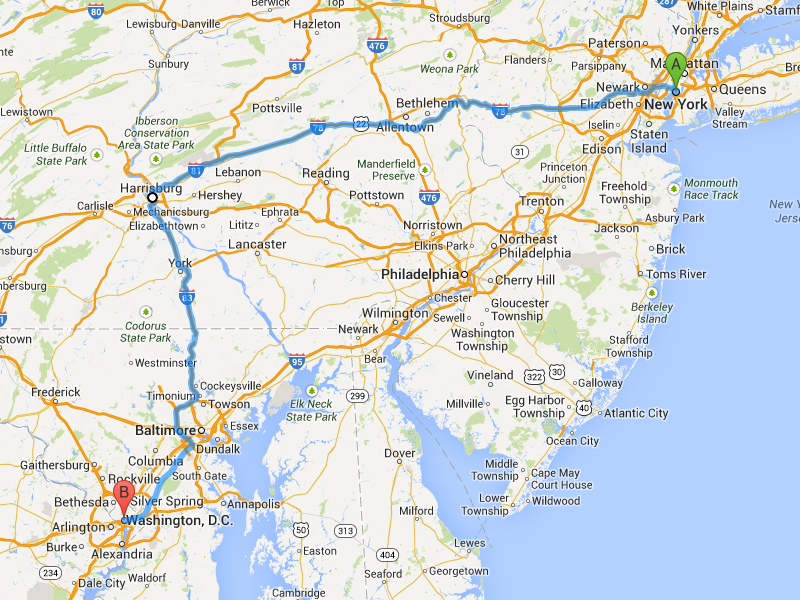 80
Lewisburg
Danville
Berwick
Top
287
White Plains
Stamf
Hazleton
Stroudsburg
476
Yonkers
Paterson
81
Flanders
Parsippany
Manhattan
A
Sunbury
Weona Park
Newark
Queens
Bre
Lewistown
Pottsville
Bethlehem
78
Elizabeth
New York
Ibberson
Conservation
Area State Park
78
22
Allentown
Iselin
Staten
Island
Valley
Stream
Little Buffalo
State Park
31
Edison
81
Lebanon
Reading
Manderfield
Preserve
Princeton
Junction
Harrisburg
Hershey
Pottstown
476
Freehold
Township
Monmouth
Race Track
Carlisle
Mechanicsburg
Ephrata
Trenton
New Y
Jerse
76
Elizabethtown
Lititz
Norristown
Jackson
Asbury Park
Lancaster
Elkins Park
Northeast
Philadelphia
Brick
nsburg
York
Philadelphia
Cherry Hill
Toms River
bersburg
83
Chester
Gloucester
Township
Berkeley
Island
Codorus
State Park
Wilmington
Sewell
Newark
Washington
Township
Stafford
Township
stown
Westminster
95
Bear
Cockeysville
Vineland
322
30
Galloway
Frederick
Timonium
Towson
Elk Neck
State Park
299
Millville
Egg Harbor
Township
40
Atlantic City
Baltimore
Essex
Dundalk
Ocean City
Gaithersburg
Columbia
Dover
Middle
Township
Cape May
Court House
Rockville
South Gate
B
Bethesda
Silver Spring
Annapolis
Lower
Township
Wildwood
Arlington
Washington, D.C.
Milford
Burke
Alexandria
50
313
Easton
404
Lewes
234
Dale City
Waldorf
Seaford
Georgetown
Cambridge